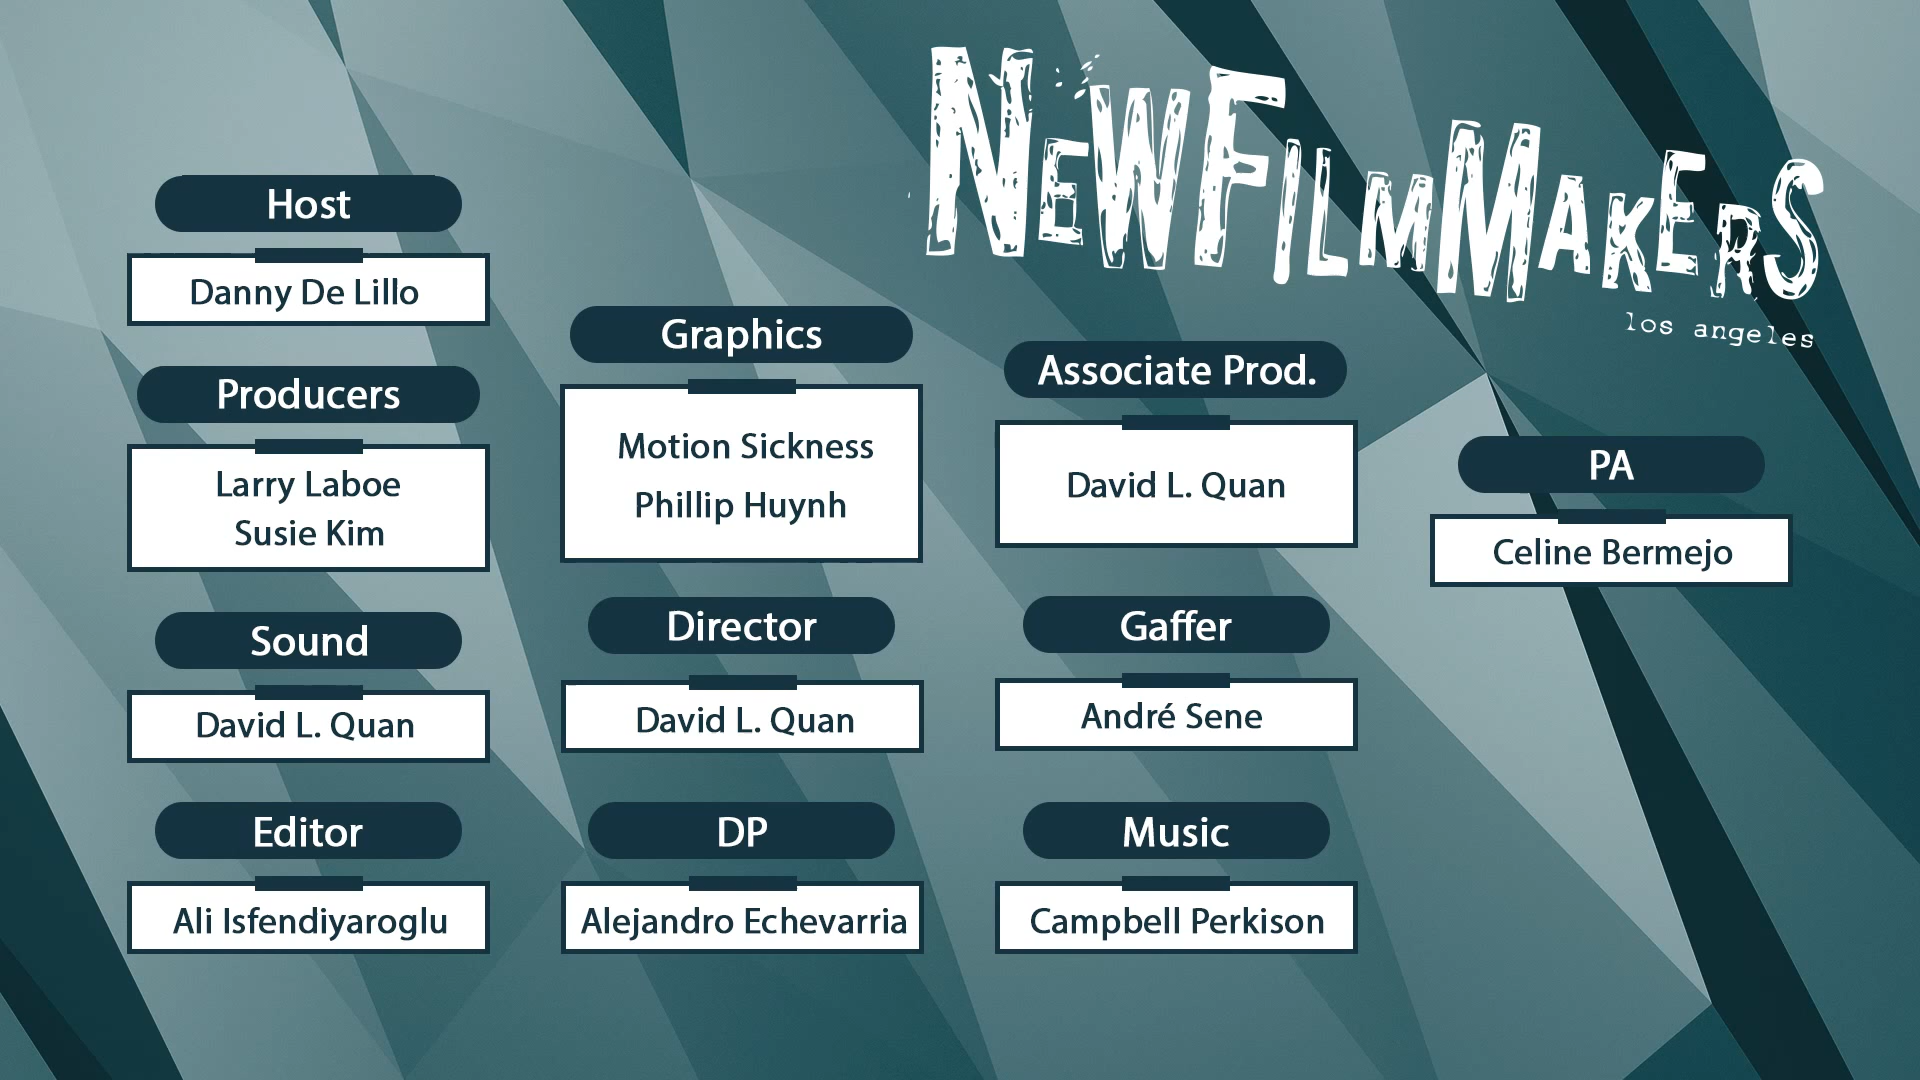 NEWFILMMAKERS
los angeles
Host
Danny De Lillo
Producers
Larry Laboe
Susie Kim
Sound
David L. Quan
Editor
Ali Isfendiyaroglu
Graphics
Motion Sickness
Phillip Huynh
Director
David L. Quan
DP
Alejandro Echevarria
Associate Prod.
David L. Quan
Gaffer
André Sene
Music
Campbell Perkison
PA
Celine Bermejo